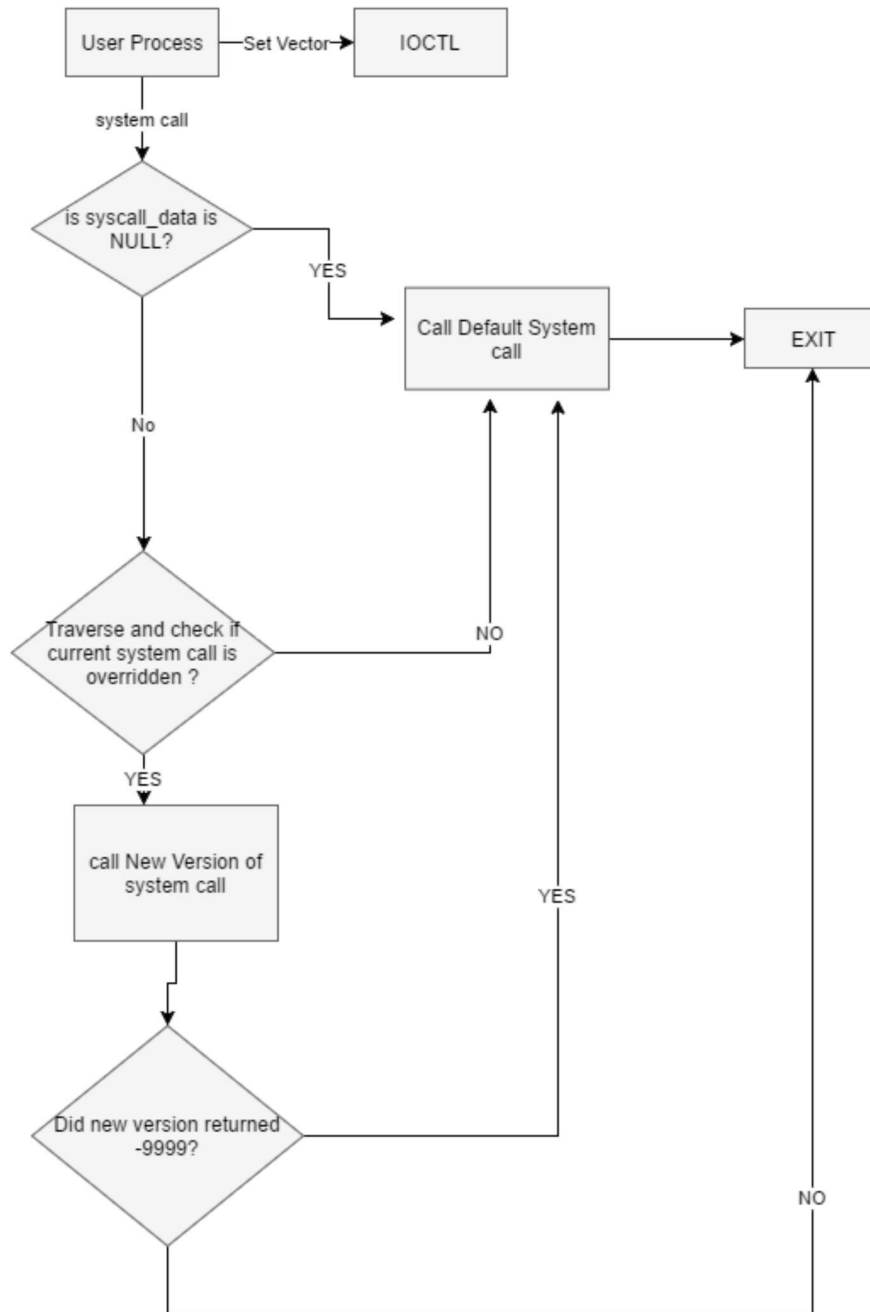 User Process
Set Vector
IOCTL
system call
is syscall_data is
NULL?
YES
Call Default System
call
EXIT
No
Traverse and check if
current system call is
overridden ?
NO
YES
call New Version of
system call
YES
Did new version returned
-9999?
NO